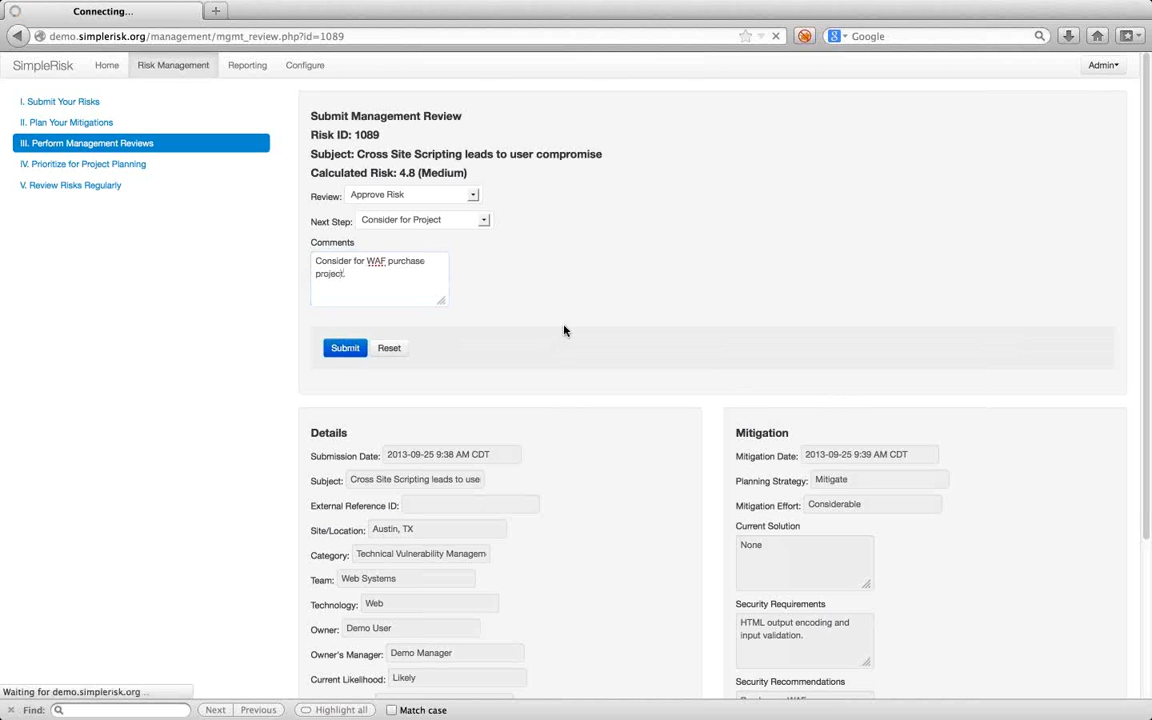 Connecting...
demo.simplerisk.org/management/mgmt_review.php?id=1089
Google
SimpleRisk
Home
Risk Management
Reporting
Configure
Admin
I. Submit Your Risks
II. Plan Your Mitigations
III. Perform Management Reviews
IV. Prioritize for Project Planning
V. Review Risks Regularly
Submit Management Review
Risk ID: 1089
Subject: Cross Site Scripting leads to user compromise
Calculated Risk: 4.8 (Medium)
Review: Approve Risk
Next Step: Consider for Project
Comments
Consider for WAF purchase
project.
Submit
Reset
Details
Submission Date: 2013-09-25 9:38 AM CDT
Subject: Cross Site Scripting leads to use
External Reference ID:
Site/Location: Austin, TX
Category: Technical Vulnerability Managem
Team: Web Systems
Technology: Web
Owner: Demo User
Owner's Manager: Demo Manager
Current Likelihood: Likely
Mitigation
Mitigation Date: 2013-09-25 9:39 AM CDT
Planning Strategy: Mitigate
Mitigation Effort: Considerable
Current Solution
None
Security Requirements
HTML output encoding and
input validation.
Security Recommendations
Waiting for demo.simplerisk.org...
Find:
Next
Previous
Highlight all
Match case